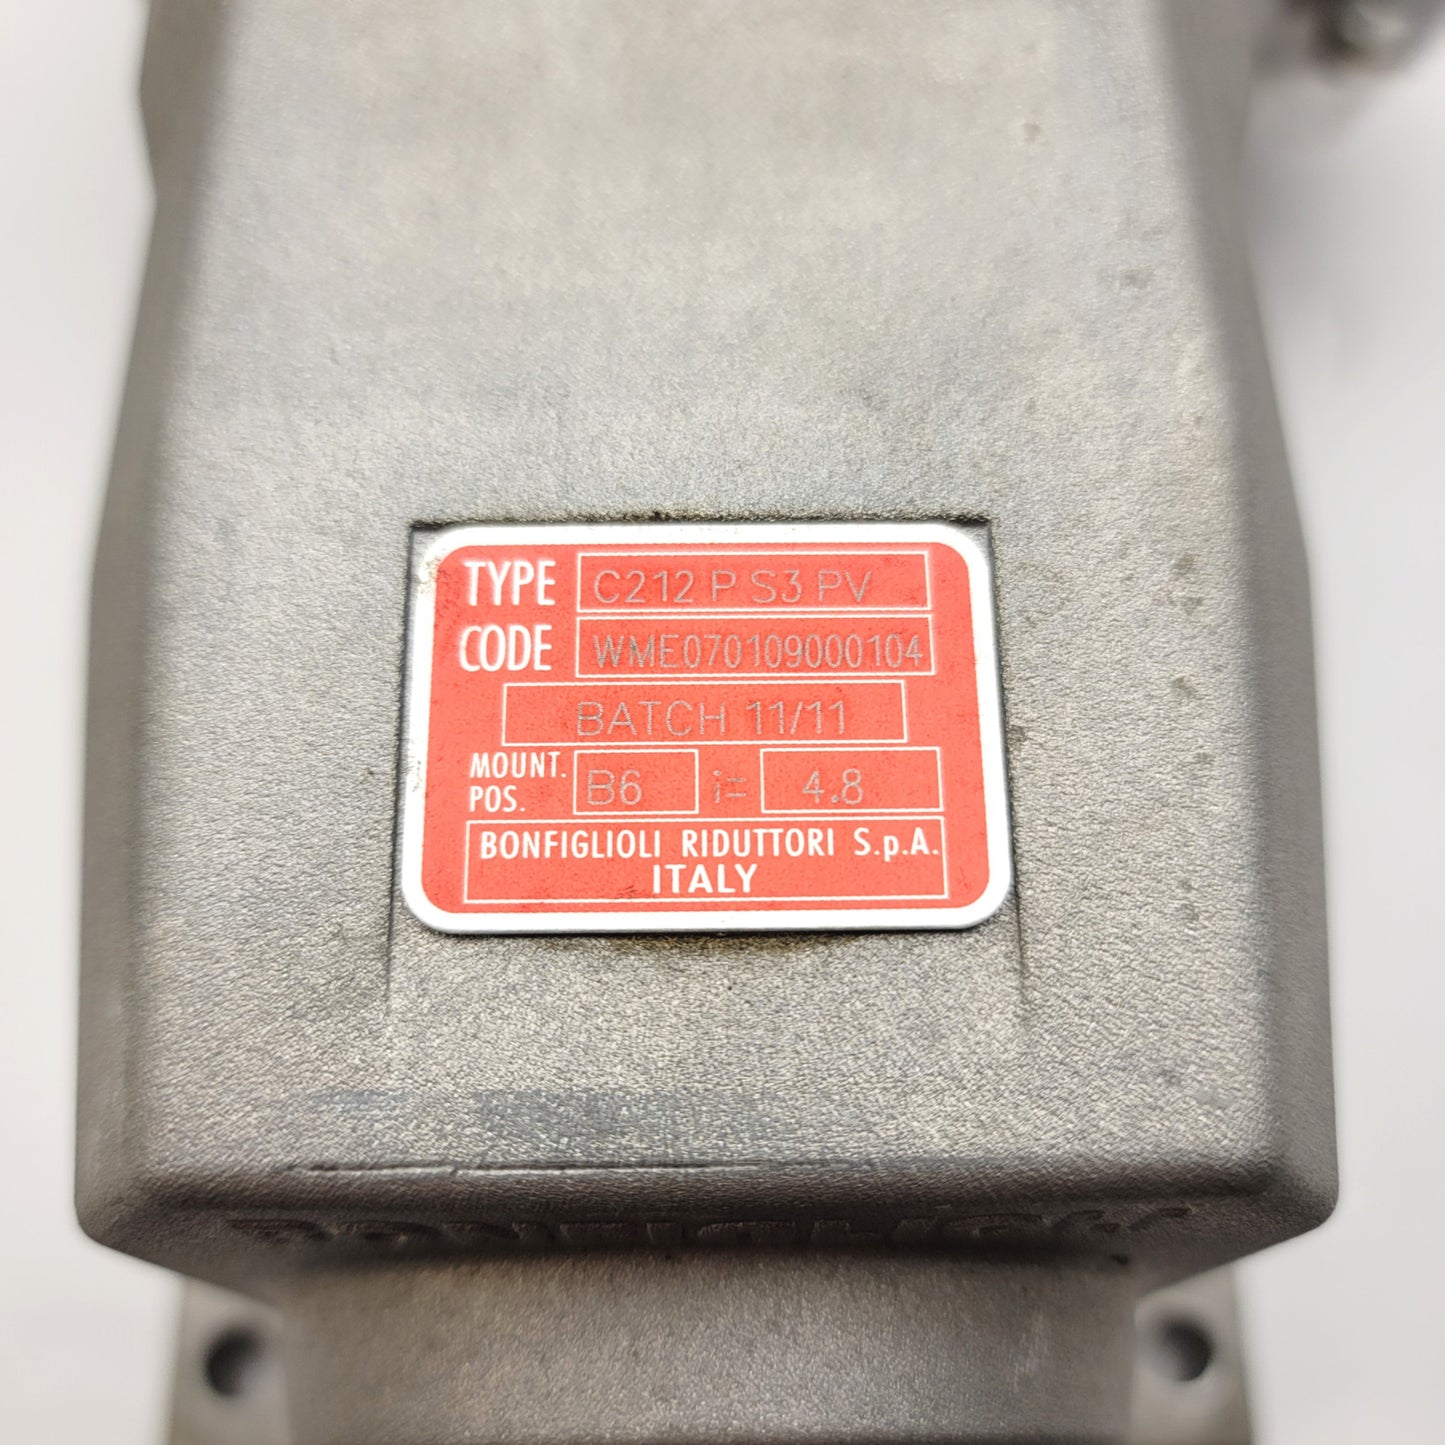 TYPE C212 P S3 PV
CODE WME070109000104
BATCH 11/11
MOUNT. POS. B6 i= 4.8
BONFIGLIOLI RIDUTTORI S.p.A.
ITALY